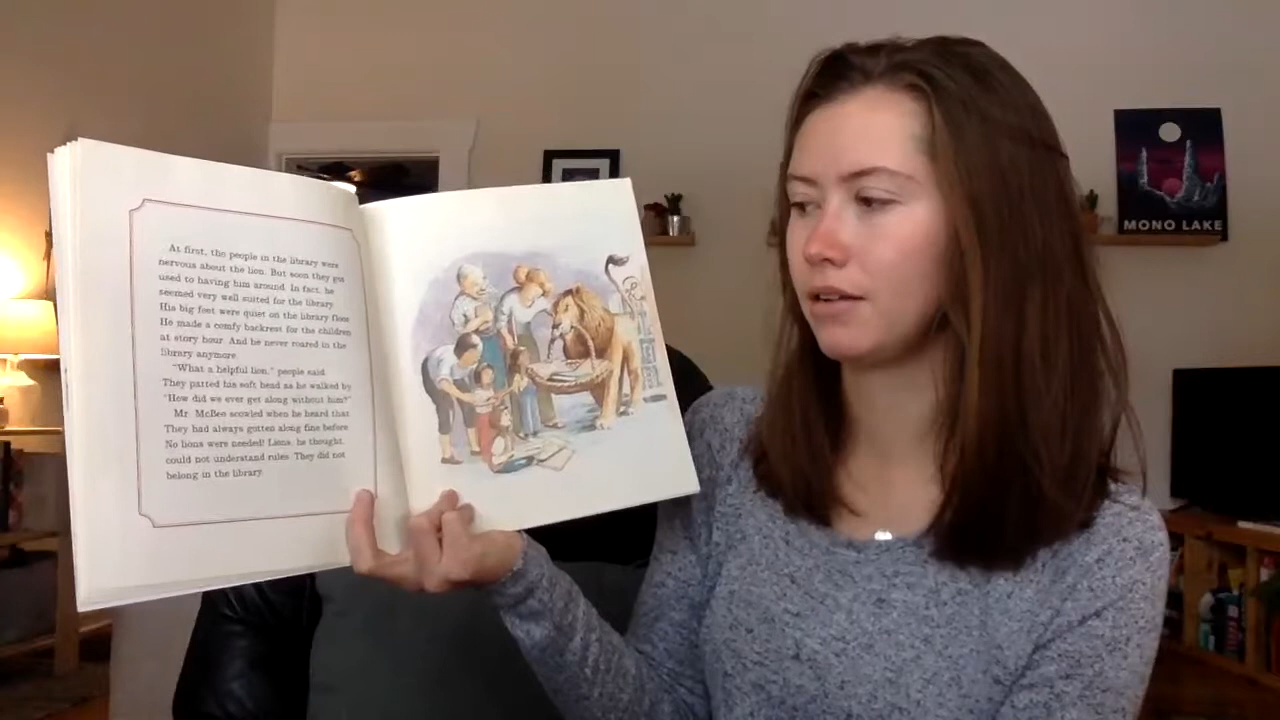 At first, the people in the library were
nervous about the lion. But soon they got
used to having him around. In fact, he
seemed very well suited for the library.
His big feet were quiet on the library floor.
He made a comfy backrest for the children
at story hour. And he never roared in the
library anymore.
"What a helpful lion," people said.
They patted his soft head as he walked by.
"How did we ever get along without him?"
Mr. McBee scowled when he heard that.
They had always gotten along fine before.
No lions were needed! Lions, he thought,
could not understand rules. They did not
belong in the library.
MONO LAKE